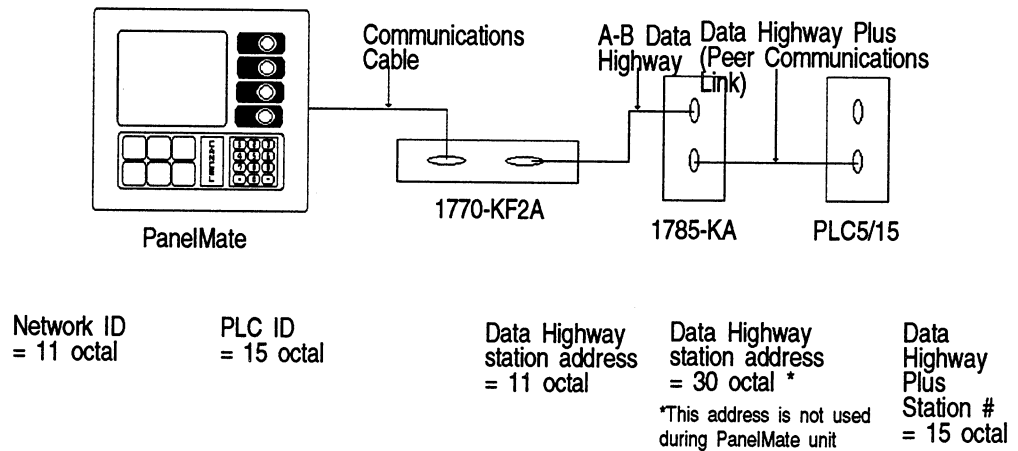 Communications
Cable
A-B Data
Highway
Data Highway Plus
(Peer Communications
Link)
1770-KF2A
1785-KA
PLC5/15
PanelMate
Network ID
= 11 octal
PLC ID
= 15 octal
Data Highway
station address
= 11 octal
Data Highway
station address
= 30 octal *
*This address is not used
during PanelMate unit
Data
Highway
Plus
Station #
= 15 octal